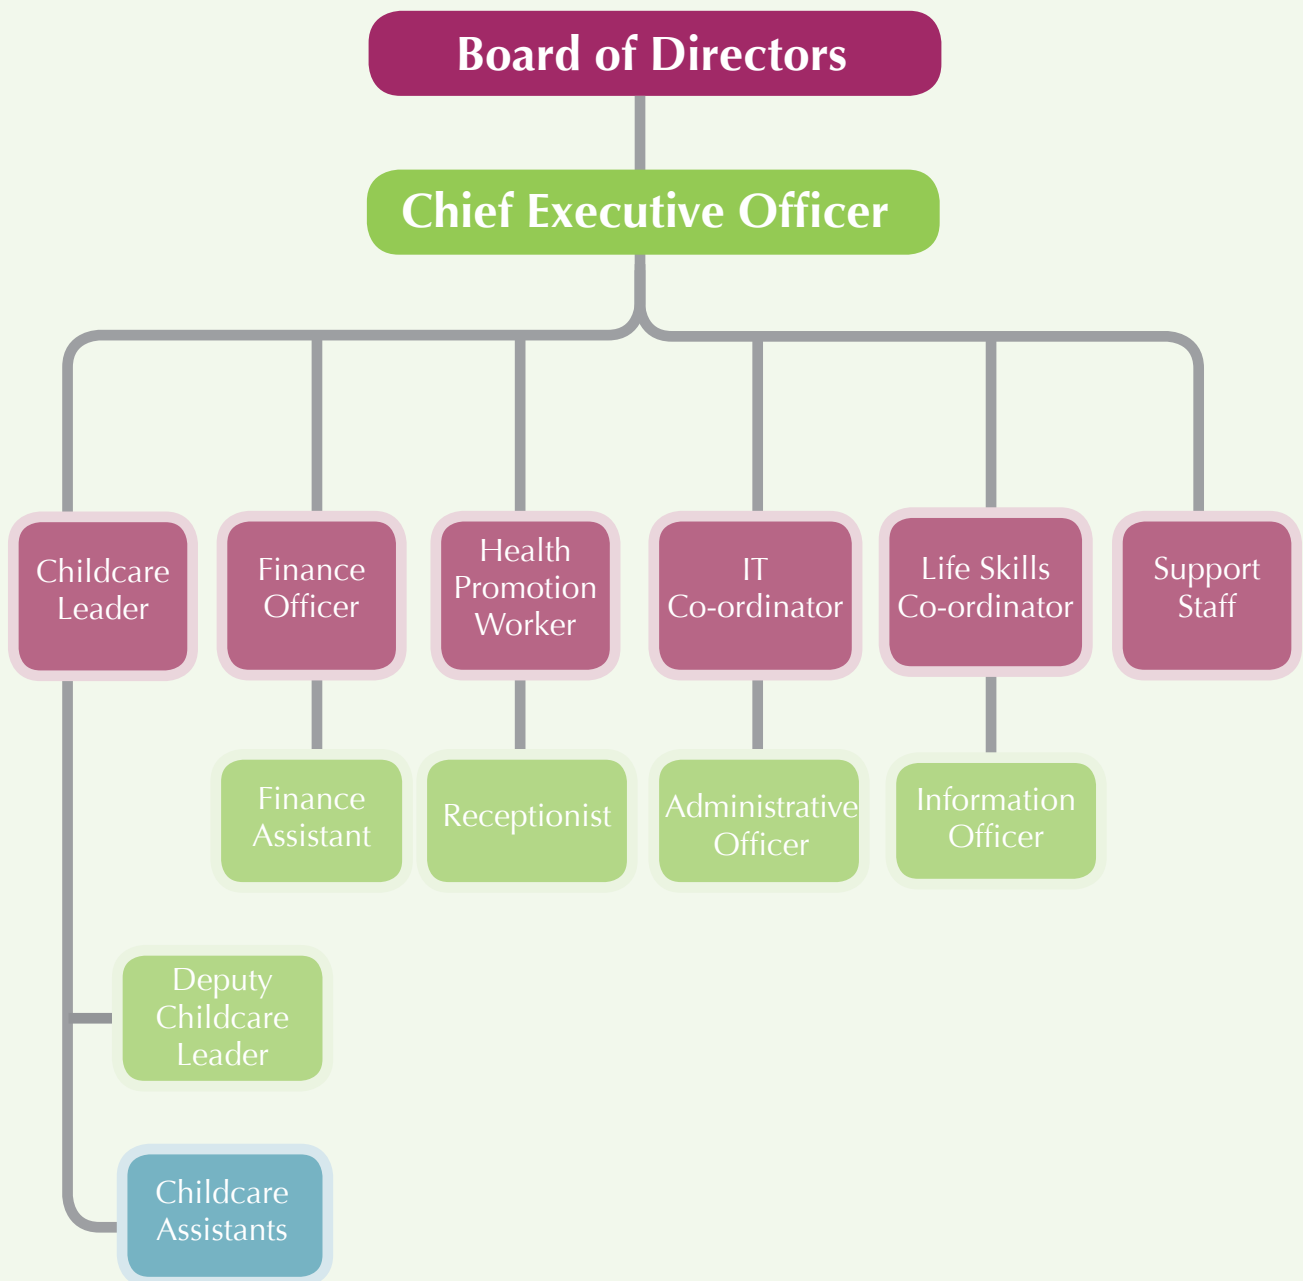 Board of Directors
Chief Executive Officer
Childcare
Leader
Finance
Officer
Health
Promotion
Worker
IT
Co-ordinator
Life Skills
Co-ordinator
Support
Staff
Finance
Assistant
Receptionist
Administrative
Officer
Information
Officer
Deputy
Childcare
Leader
Childcare
Assistants